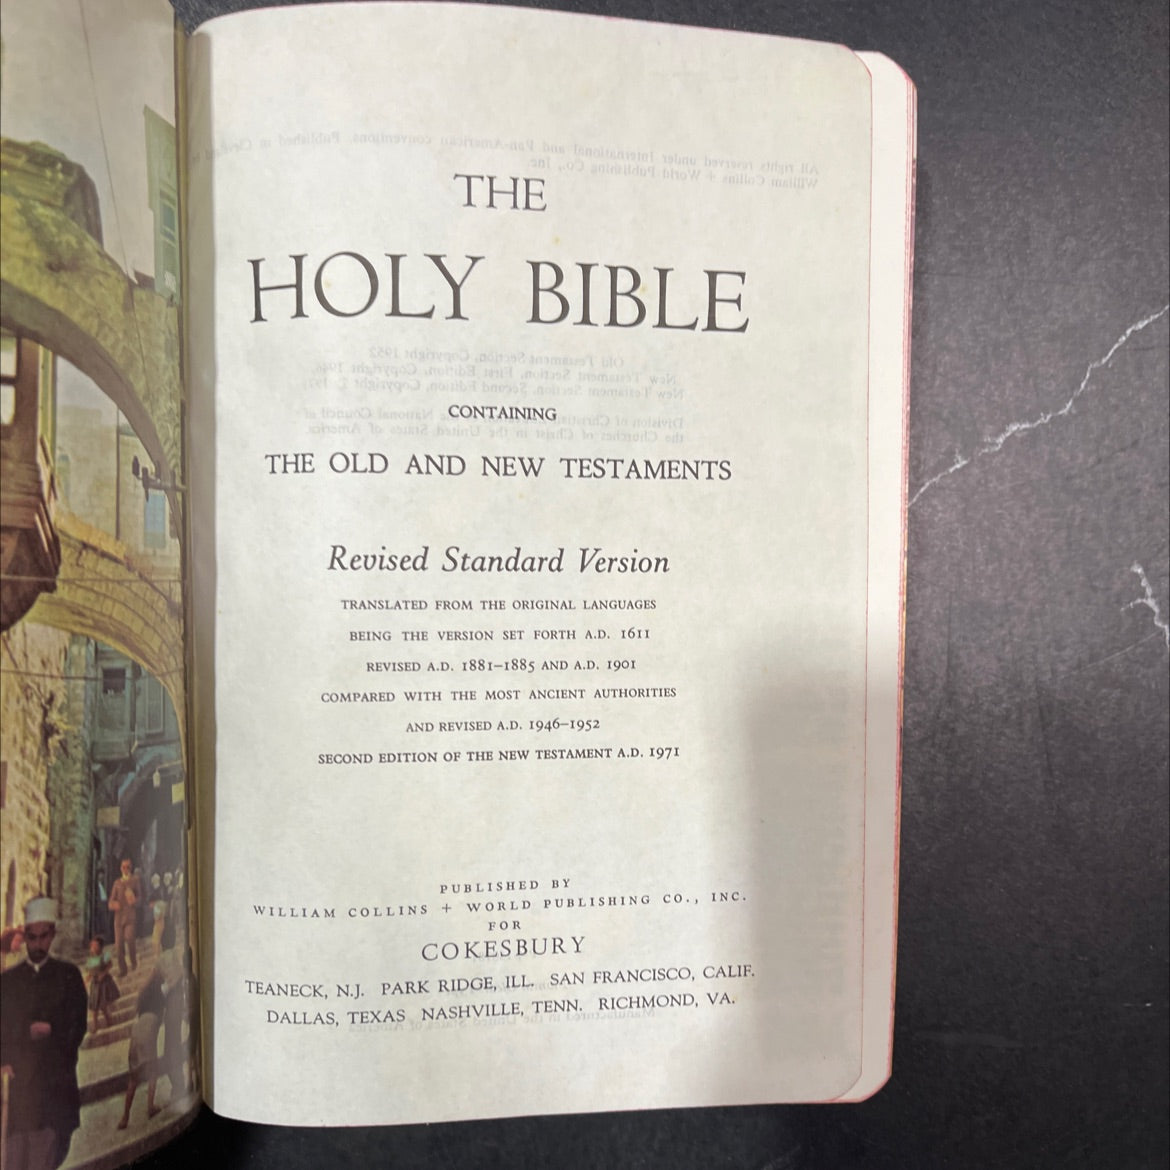 THE
HOLY BIBLE
CONTAINING
THE OLD AND NEW TESTAMENTS
Revised Standard Version
TRANSLATED FROM THE ORIGINAL LANGUAGES
BEING THE VERSION SET FORTH A.D. 1611
REVISED A.D. 1881–1885 AND A.D. 1901
COMPARED WITH THE MOST ANCIENT AUTHORITIES
AND REVISED A.D. 1946–1952
SECOND EDITION OF THE NEW TESTAMENT A.D. 1971
PUBLISHED BY
WILLIAM COLLINS + WORLD PUBLISHING CO., INC.
FOR
COKESBURY
TEANECK, N.J. PARK RIDGE, ILL. SAN FRANCISCO, CALIF.
DALLAS, TEXAS NASHVILLE, TENN. RICHMOND, VA.